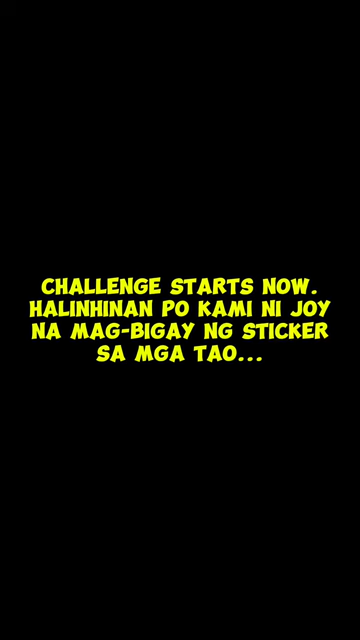 CHALLENGE STARTS NOW.
HALINHINAN PO KAMI NI JOY
NA MAG-BIGAY NG STICKER
SA MGA TAO...